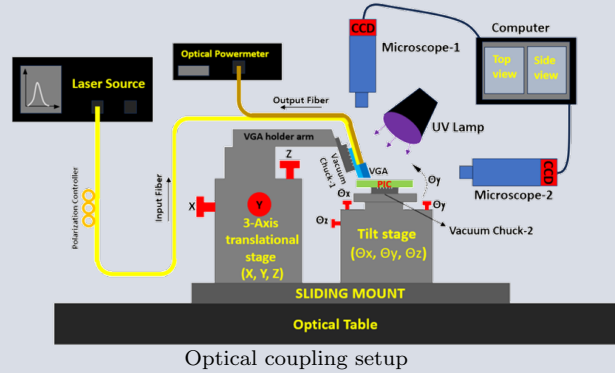 CCD
Microscope-1
Computer
Top
view
Side
view
Optical Powermeter
Laser Source
Output Fiber
UV Lamp
VGA holder arm
Vacuum
Chuck-1
VGA
PIC
CCD
Microscope-2
Polarization Controller
Input Fiber
X
Y
Z
3-Axis
translational
stage
(X, Y, Z)
Θx
Θy
Θy
Θz
Tilt stage
(Θx, Θy, Θz)
Vacuum Chuck-2
SLIDING MOUNT
Optical Table
Optical coupling setup